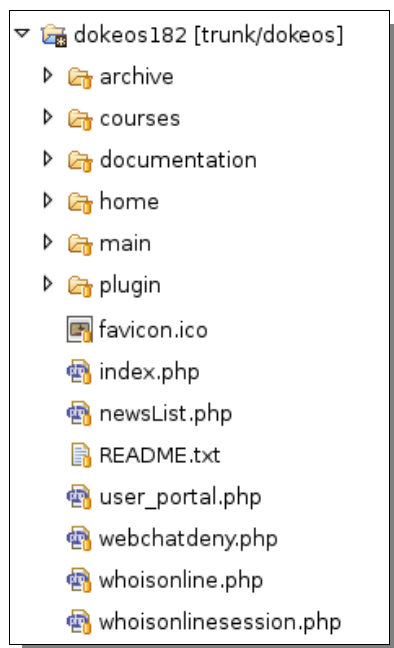 dokeos182 [trunk/dokeos]
archive
courses
documentation
home
main
plugin
favicon.ico
index.php
newsList.php
README.txt
user_portal.php
webchatdeny.php
whoisonline.php
whoisonlinesession.php